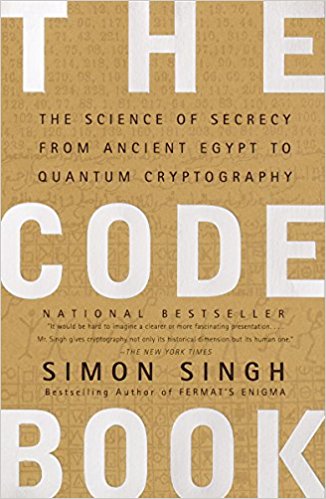 THE
THE SCIENCE OF SECRECY
FROM ANCIENT EGYPT TO
QUANTUM CRYPTOGRAPHY
CODE
NATIONAL BESTSELLER
"It would be hard to imagine a clearer or more fascinating presentation. . . .
Mr. Singh gives cryptography not only its historical dimension but its human one."
—THE NEW YORK TIMES
SIMON SINGH
Bestselling Author of FERMAT'S ENIGMA
BOOK